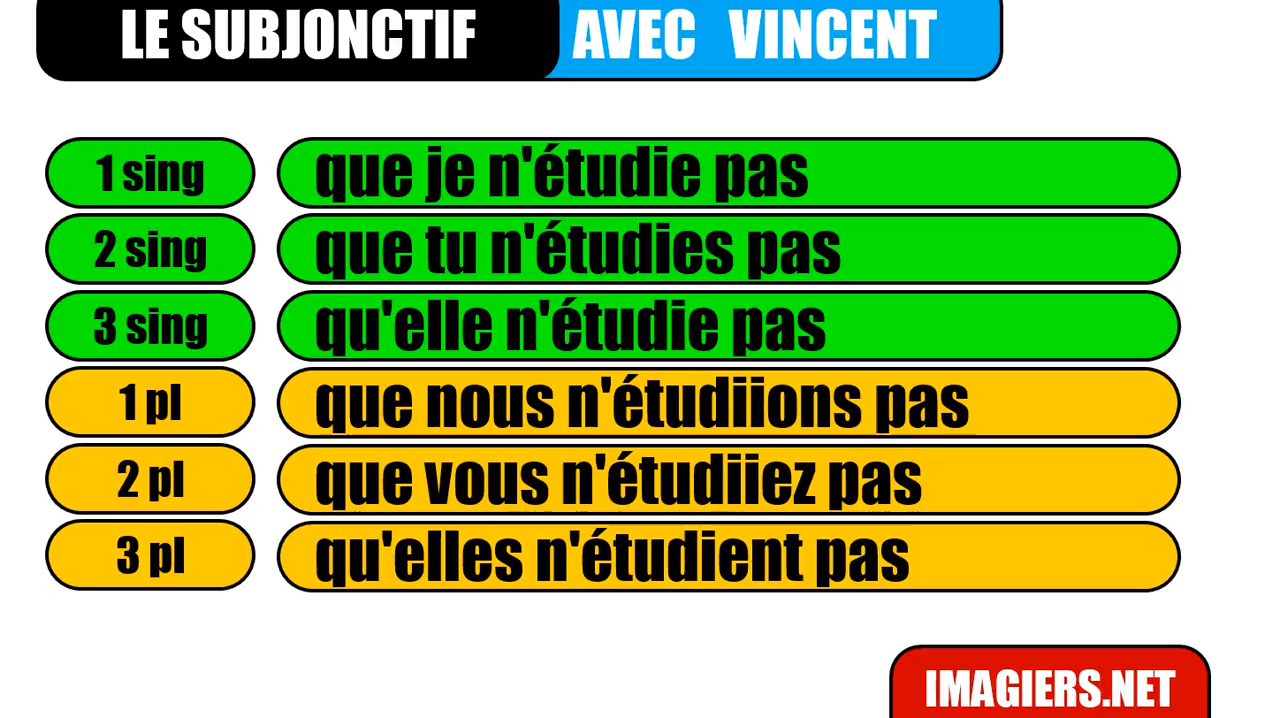 LE SUBJONCTIF AVEC VINCENT
1 sing que je n'étudie pas
2 sing que tu n'étudies pas
3 sing qu'elle n'étudie pas
1 pl que nous n'étudiions pas
2 pl que vous n'étudiiez pas
3 pl qu'elles n'étudient pas
IMAGIERS.NET